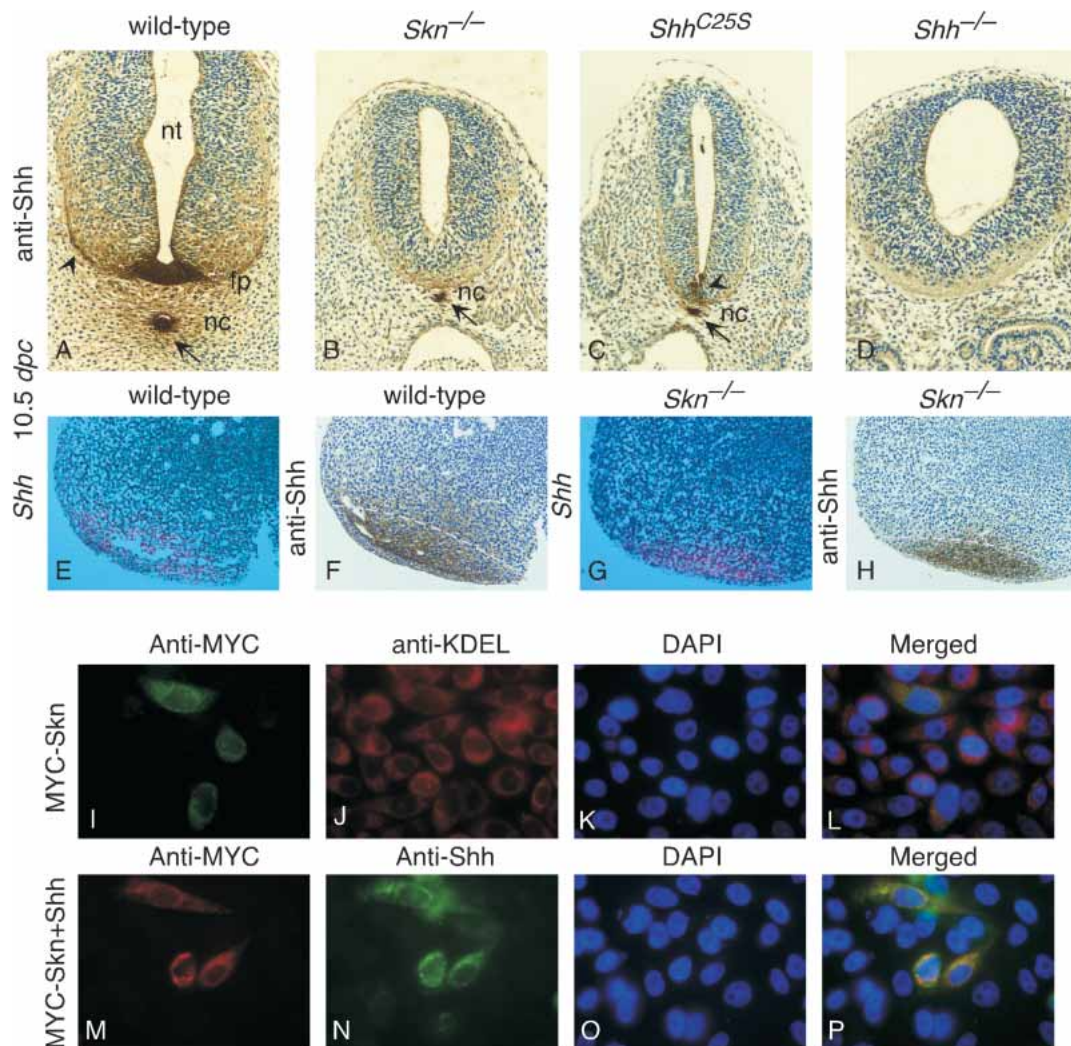 wild-type Skn−/− ShhC25S Shh−/−
anti-Shh
nt
fp
nc
nc
nc
A B C D
10.5 dpc
wild-type wild-type Skn−/− Skn−/−
Shh anti-Shh Shh anti-Shh
E F G H
Anti-MYC anti-KDEL DAPI Merged
MYC-Skn
I J K L
Anti-MYC Anti-Shh DAPI Merged
MYC-Skn+Shh
M N O P